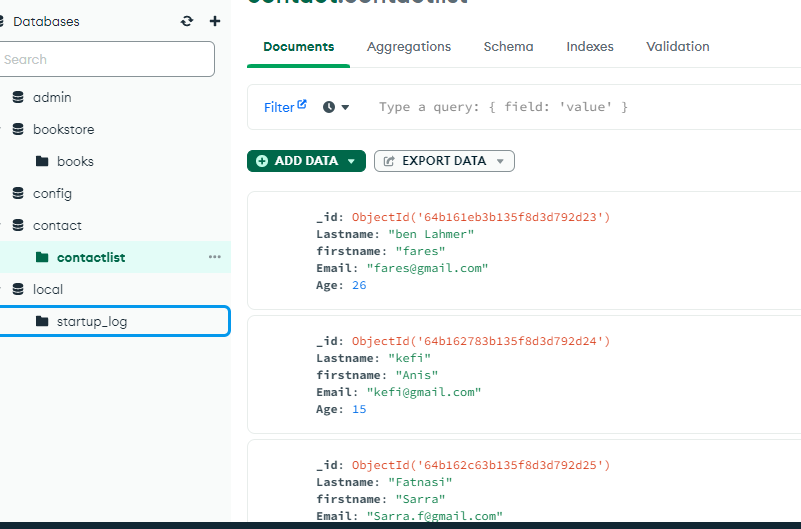 Databases
Search
admin
bookstore
books
config
contact
contactlist
local
startup_log
contact.contactlist
Documents Aggregations Schema Indexes Validation
Filter Type a query: { field: 'value' }
ADD DATA EXPORT DATA
_id: ObjectId('64b161eb3b135f8d3d792d23')
Lastname: "ben Lahmer"
firstname: "fares"
Email: "fares@gmail.com"
Age: 26
_id: ObjectId('64b162783b135f8d3d792d24')
Lastname: "kefi"
firstname: "Anis"
Email: "kefi@gmail.com"
Age: 15
_id: ObjectId('64b162c63b135f8d3d792d25')
Lastname: "Fatnasi"
firstname: "Sarra"
Email: "Sarra.f@gmail.com"